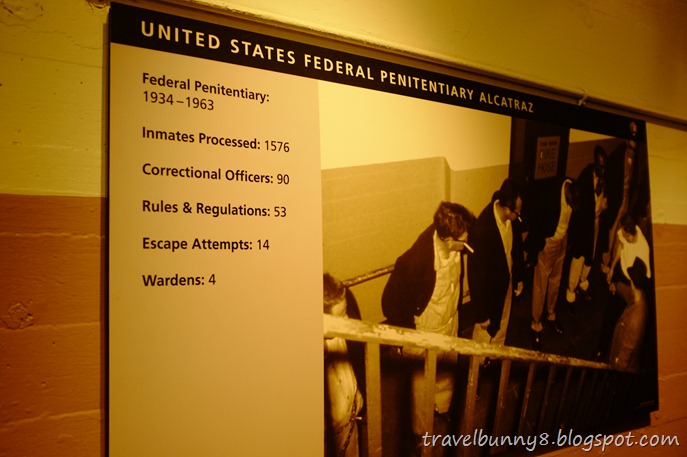 UNITED STATES FEDERAL PENITENTIARY ALCATRAZ
Federal Penitentiary:
1934–1963
Inmates Processed: 1576
Correctional Officers: 90
Rules & Regulations: 53
Escape Attempts: 14
Wardens: 4
travelbunny8.blogspot.com